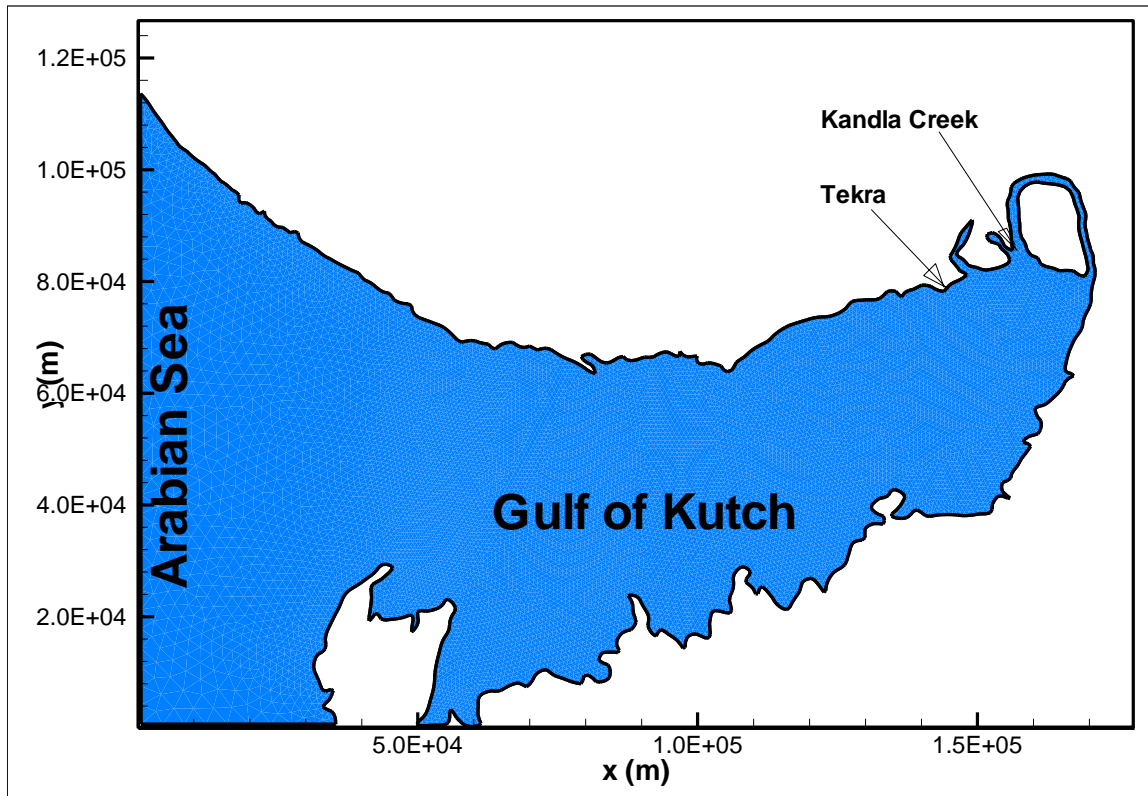 1.2E+05
1.0E+05
8.0E+04
6.0E+04
4.0E+04
2.0E+04
y (m)
Arabian Sea
Kandla Creek
Tekra
Gulf of Kutch
5.0E+04
1.0E+05
1.5E+05
x (m)